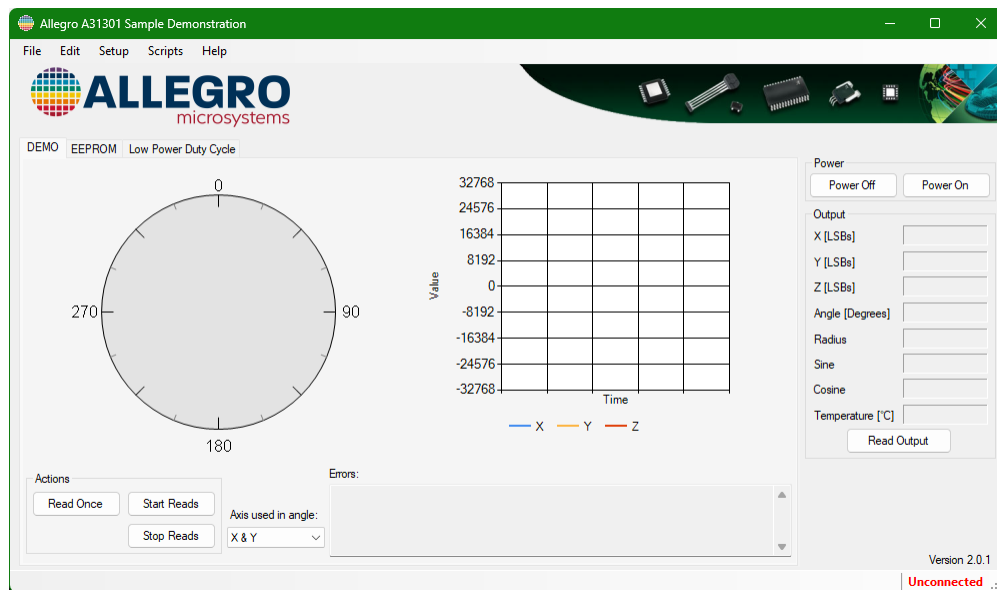 Allegro A31301 Sample Demonstration
File Edit Setup Scripts Help
ALLEGRO
microsystems
DEMO EEPROM Low Power Duty Cycle
0
90
180
270
32768
24576
16384
8192
0
-8192
-16384
-24576
-32768
Value
Time
X Y Z
Actions
Read Once Start Reads
Stop Reads
Axis used in angle:
X & Y
Errors:
Power
Power Off Power On
Output
X [LSBs]
Y [LSBs]
Z [LSBs]
Angle [Degrees]
Radius
Sine
Cosine
Temperature [°C]
Read Output
Version 2.0.1
Unconnected